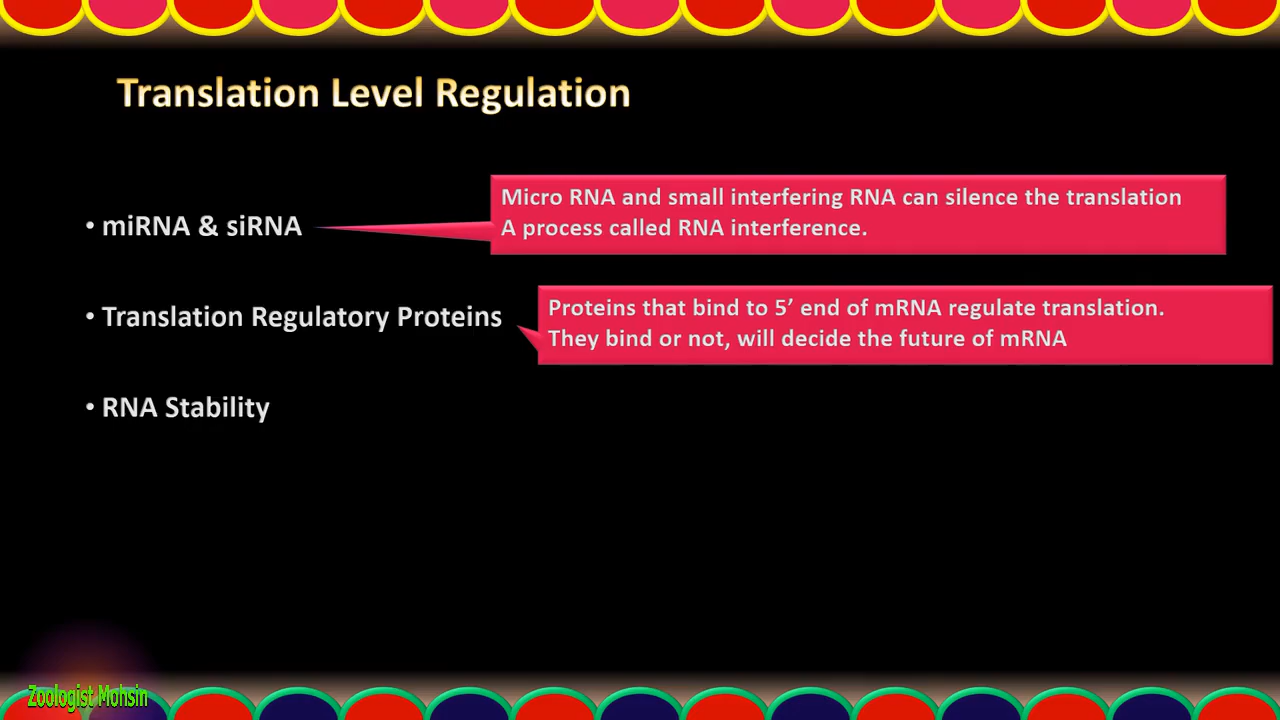 Translation Level Regulation
• miRNA & siRNA
Micro RNA and small interfering RNA can silence the translation
A process called RNA interference.
• Translation Regulatory Proteins
Proteins that bind to 5’ end of mRNA regulate translation.
They bind or not, will decide the future of mRNA
• RNA Stability
Zoologist Mohsin